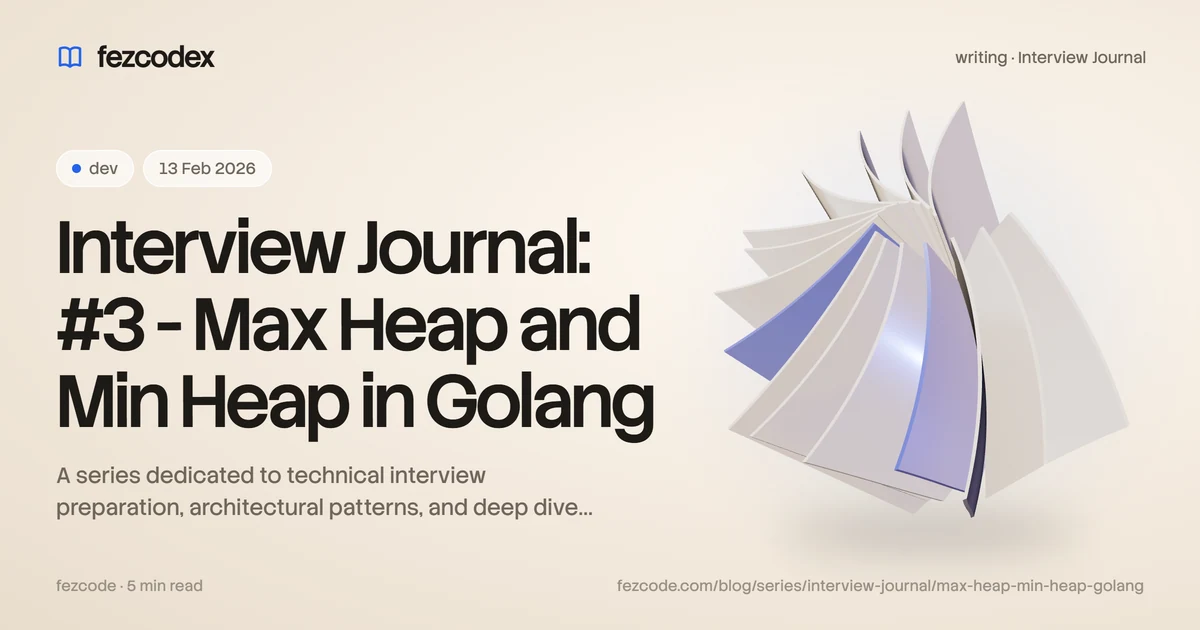 fezcodex
writing · Interview Journal
dev
13 Feb 2026
Interview Journal:
#3 - Max Heap and
Min Heap in Golang
A series dedicated to technical interview
preparation, architectural patterns, and deep dive...
fezcode · 5 min read
fezcode.com/blog/series/interview-journal/max-heap-min-heap-golang